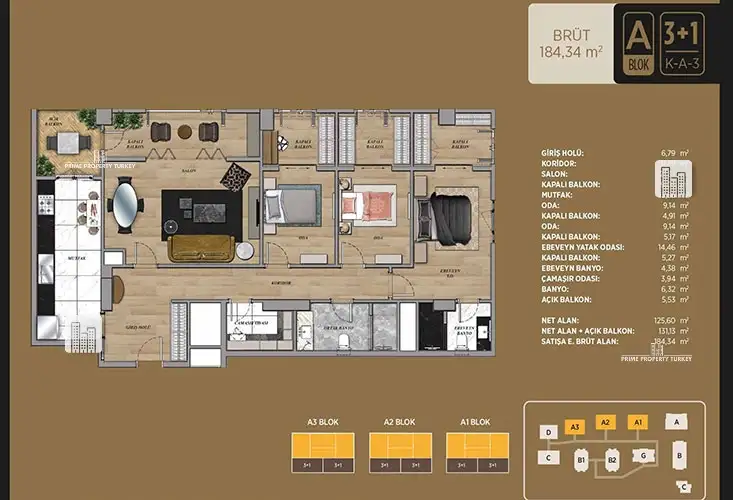 BRÜT
184,34 m²
A
BLOK
3+1
K-A-3
AÇIK
BALKON
KAPALI
BALKON
KAPALI
BALKON
KAPALI
BALKON
KAPALI
BALKON
PRIME PROPERTY TURKEY
SALON
MUTFAK
ODA
ODA
EBEVEYN
Y.O
KORİDOR
GİRİŞ HOLÜ
ÇAMAŞIR ODASI
ORTAK BANYO
EBEVEYN
BANYO
GİRİŞ HOLÜ: 6,79 m²
KORİDOR:
SALON:
KAPALI BALKON:
MUTFAK: m²
ODA: 9,14 m²
KAPALI BALKON: 4,91 m²
ODA: 9,14 m²
KAPALI BALKON: 5,17 m²
EBEVEYN YATAK ODASI: 14,46 m²
KAPALI BALKON: 5,27 m²
EBEVEYN BANYO: 4,38 m²
ÇAMAŞIR ODASI: 3,94 m²
BANYO: 6,32 m²
AÇIK BALKON: 5,53 m²
NET ALAN: 125,60 m²
NET ALAN + AÇIK BALKON: 131,13 m²
SATIŞA E. BRÜT ALAN: 184,34 m²
PRIME PROPERTY TURKEY
A3 BLOK
A2 BLOK
A1 BLOK
3+1 3+1
3+1 3+1
3+1 3+1
D A3 A2 A1 A
C B1 B2 G B
C